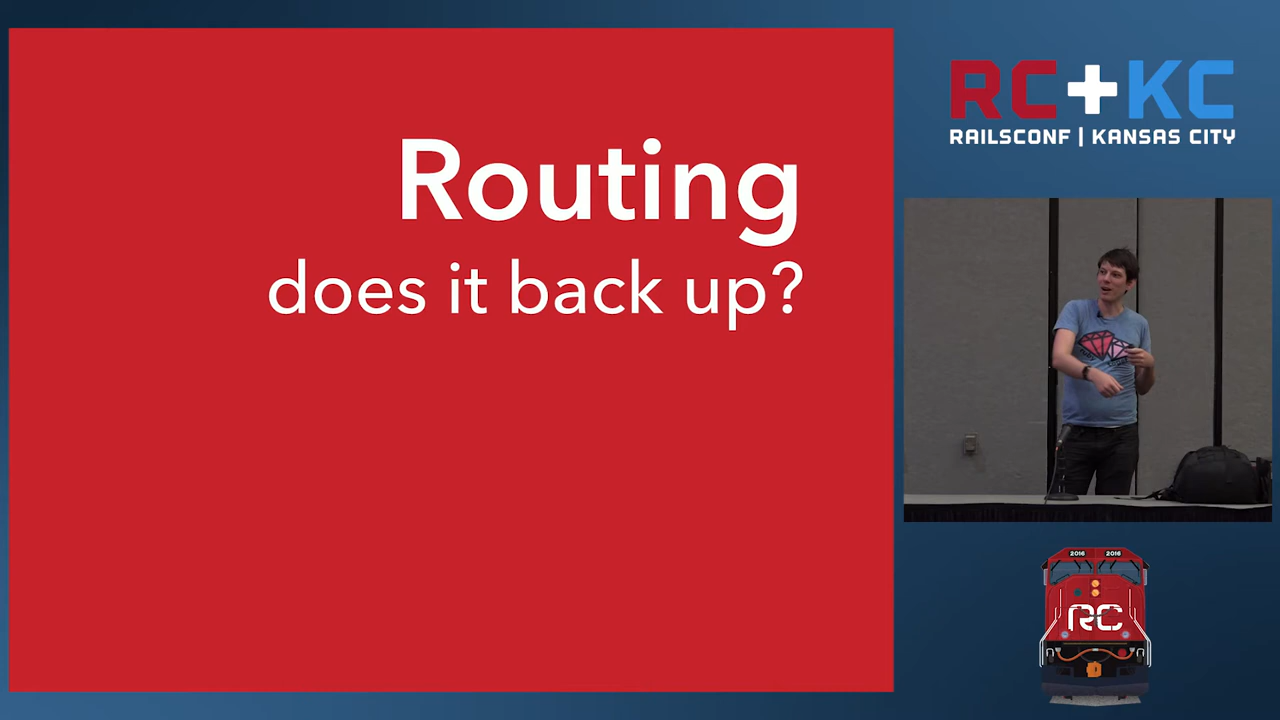 Routing
does it back up?
RC+KC
RAILSCONF | KANSAS CITY
2016 2016
RC